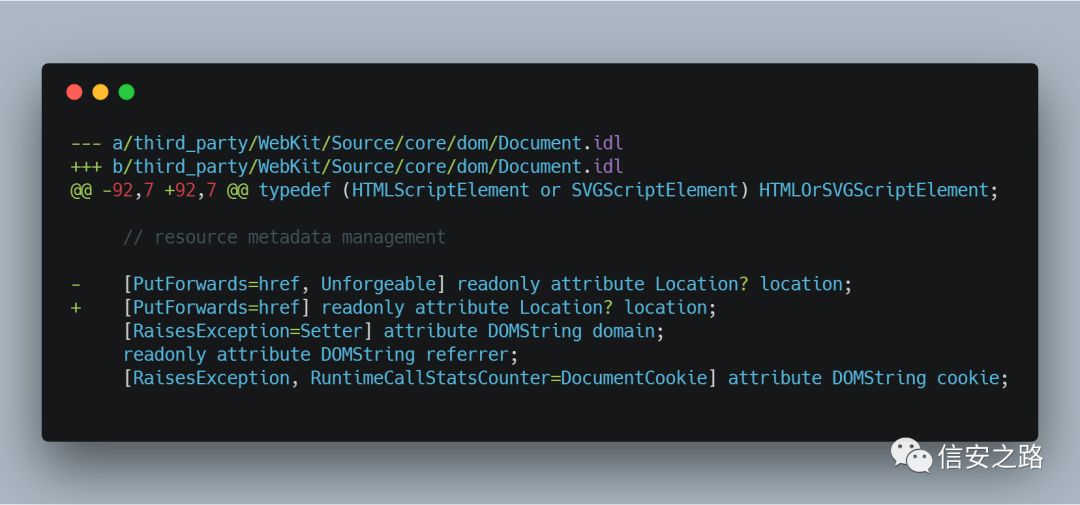 --- a/third_party/WebKit/Source/core/dom/Document.idl
+++ b/third_party/WebKit/Source/core/dom/Document.idl
@@ -92,7 +92,7 @@ typedef (HTMLScriptElement or SVGScriptElement) HTMLOrSVGScriptElement;
// resource metadata management
- [PutForwards=href, Unforgeable] readonly attribute Location? location;
+ [PutForwards=href] readonly attribute Location? location;
[RaisesException=Setter] attribute DOMString domain;
readonly attribute DOMString referrer;
[RaisesException, RuntimeCallStatsCounter=DocumentCookie] attribute DOMString cookie;
信安之路